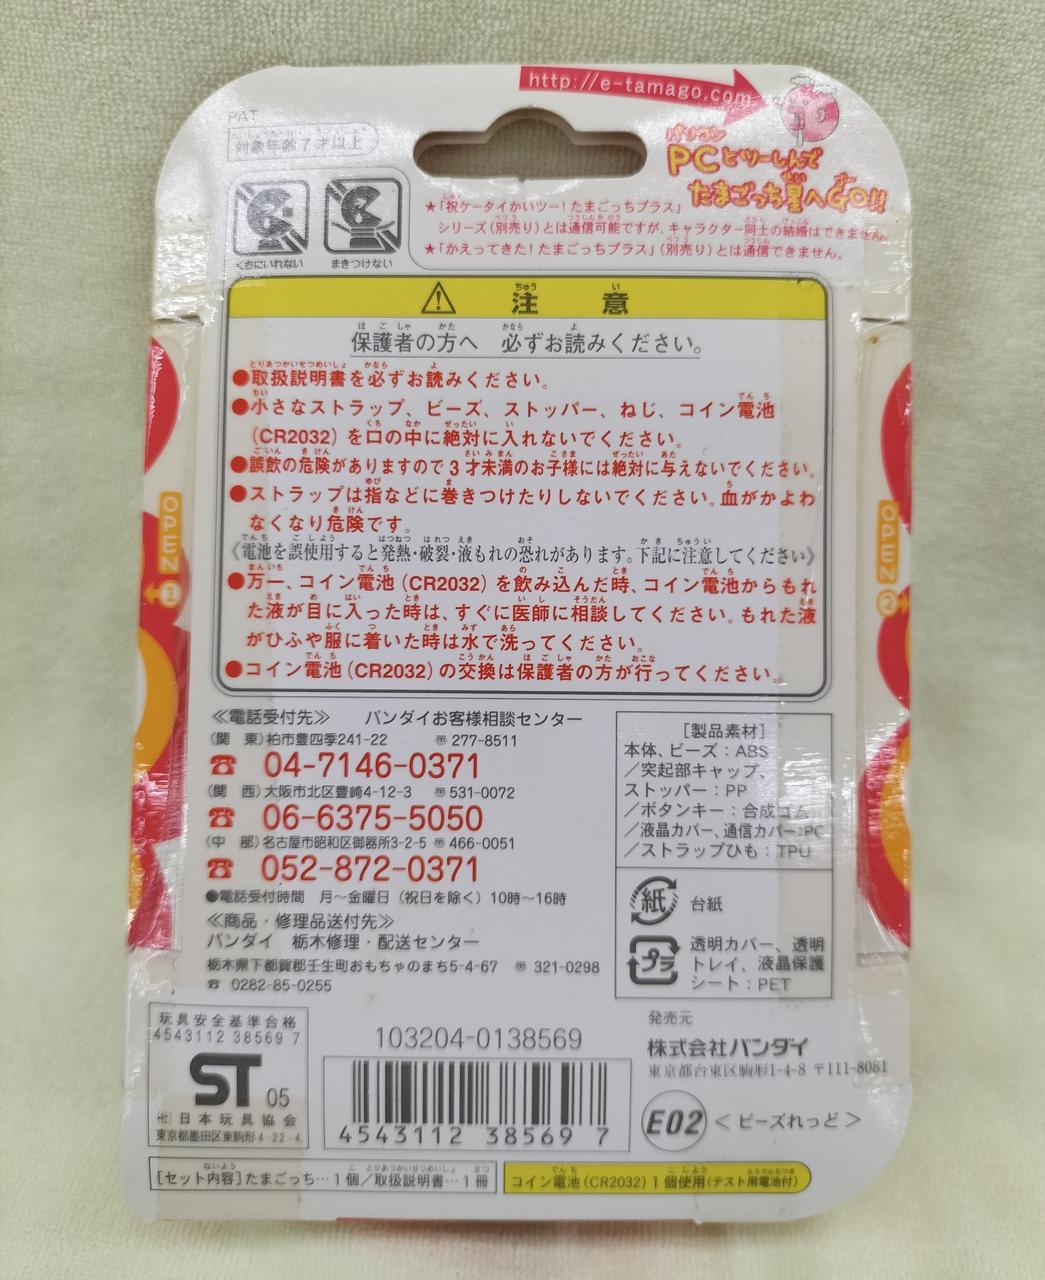 http://e-tamago.com
PAT
対象年齢7才以上
PCとツーしんで
たまごっち星へGO!!
★「祝ケータイかいツー!たまごっちプラス」
シリーズ(別売り)とは通信可能ですが、キャラクター同士の結婚はできません。
★「かえってきた!たまごっちプラス」(別売り)とは通信できません。
くちにいれない
まきつけない
注 意
保護者の方へ 必ずお読みください。
●取扱説明書を必ずお読みください。
●小さなストラップ、ビーズ、ストッパー、ねじ、コイン電池
(CR2032)を口の中に絶対に入れないでください。
●誤飲の危険がありますので3才未満のお子様には絶対に与えないでください。
●ストラップは指などに巻きつけたりしないでください。血がかよわ
なくなり危険です。
《電池を誤使用すると発熱・破裂・液もれの恐れがあります。下記に注意してください》
●万一、コイン電池(CR2032)を飲み込んだ時、コイン電池からもれ
た液が目に入った時は、すぐに医師に相談してください。もれた液
がひふや服に着いた時は水で洗ってください。
●コイン電池(CR2032)の交換は保護者の方が行ってください。
OPEN
1
OPEN
2
≪電話受付先≫ バンダイお客様相談センター
(関 東)柏市豊四季241-22 〒277-8511
☎ 04-7146-0371
(関 西)大阪市北区豊崎4-12-3 〒531-0072
☎ 06-6375-5050
(中 部)名古屋市昭和区御器所3-2-5 〒466-0051
☎ 052-872-0371
●電話受付時間 月~金曜日(祝日を除く)10時~16時
≪商品・修理品送付先≫
バンダイ 栃木修理・配送センター
栃木県下都賀郡壬生町おもちゃのまち5-4-67 〒321-0298
☎ 0282-85-0255
[製品素材]
本体、ビーズ:ABS
/突起部キャップ、
ストッパー:PP
/ボタンキー:合成ゴム
/液晶カバー、通信カバー:PC
/ストラップひも:TPU
紙
台紙
プラ
透明カバー、透明
トレイ、液晶保護
シート:PET
玩具安全基準合格
4543112 38569 7
ST 05
(社)日本玩具協会
東京都墨田区東駒形4-22-4.
103204-0138569
4543112 38569 7
発売元
株式会社バンダイ
東京都台東区駒形1-4-8 〒111-8081
E02 <ビーズれっど>
[セット内容]たまごっち…1個/取扱説明書…1冊
コイン電池(CR2032)1個使用(テスト用電池付)